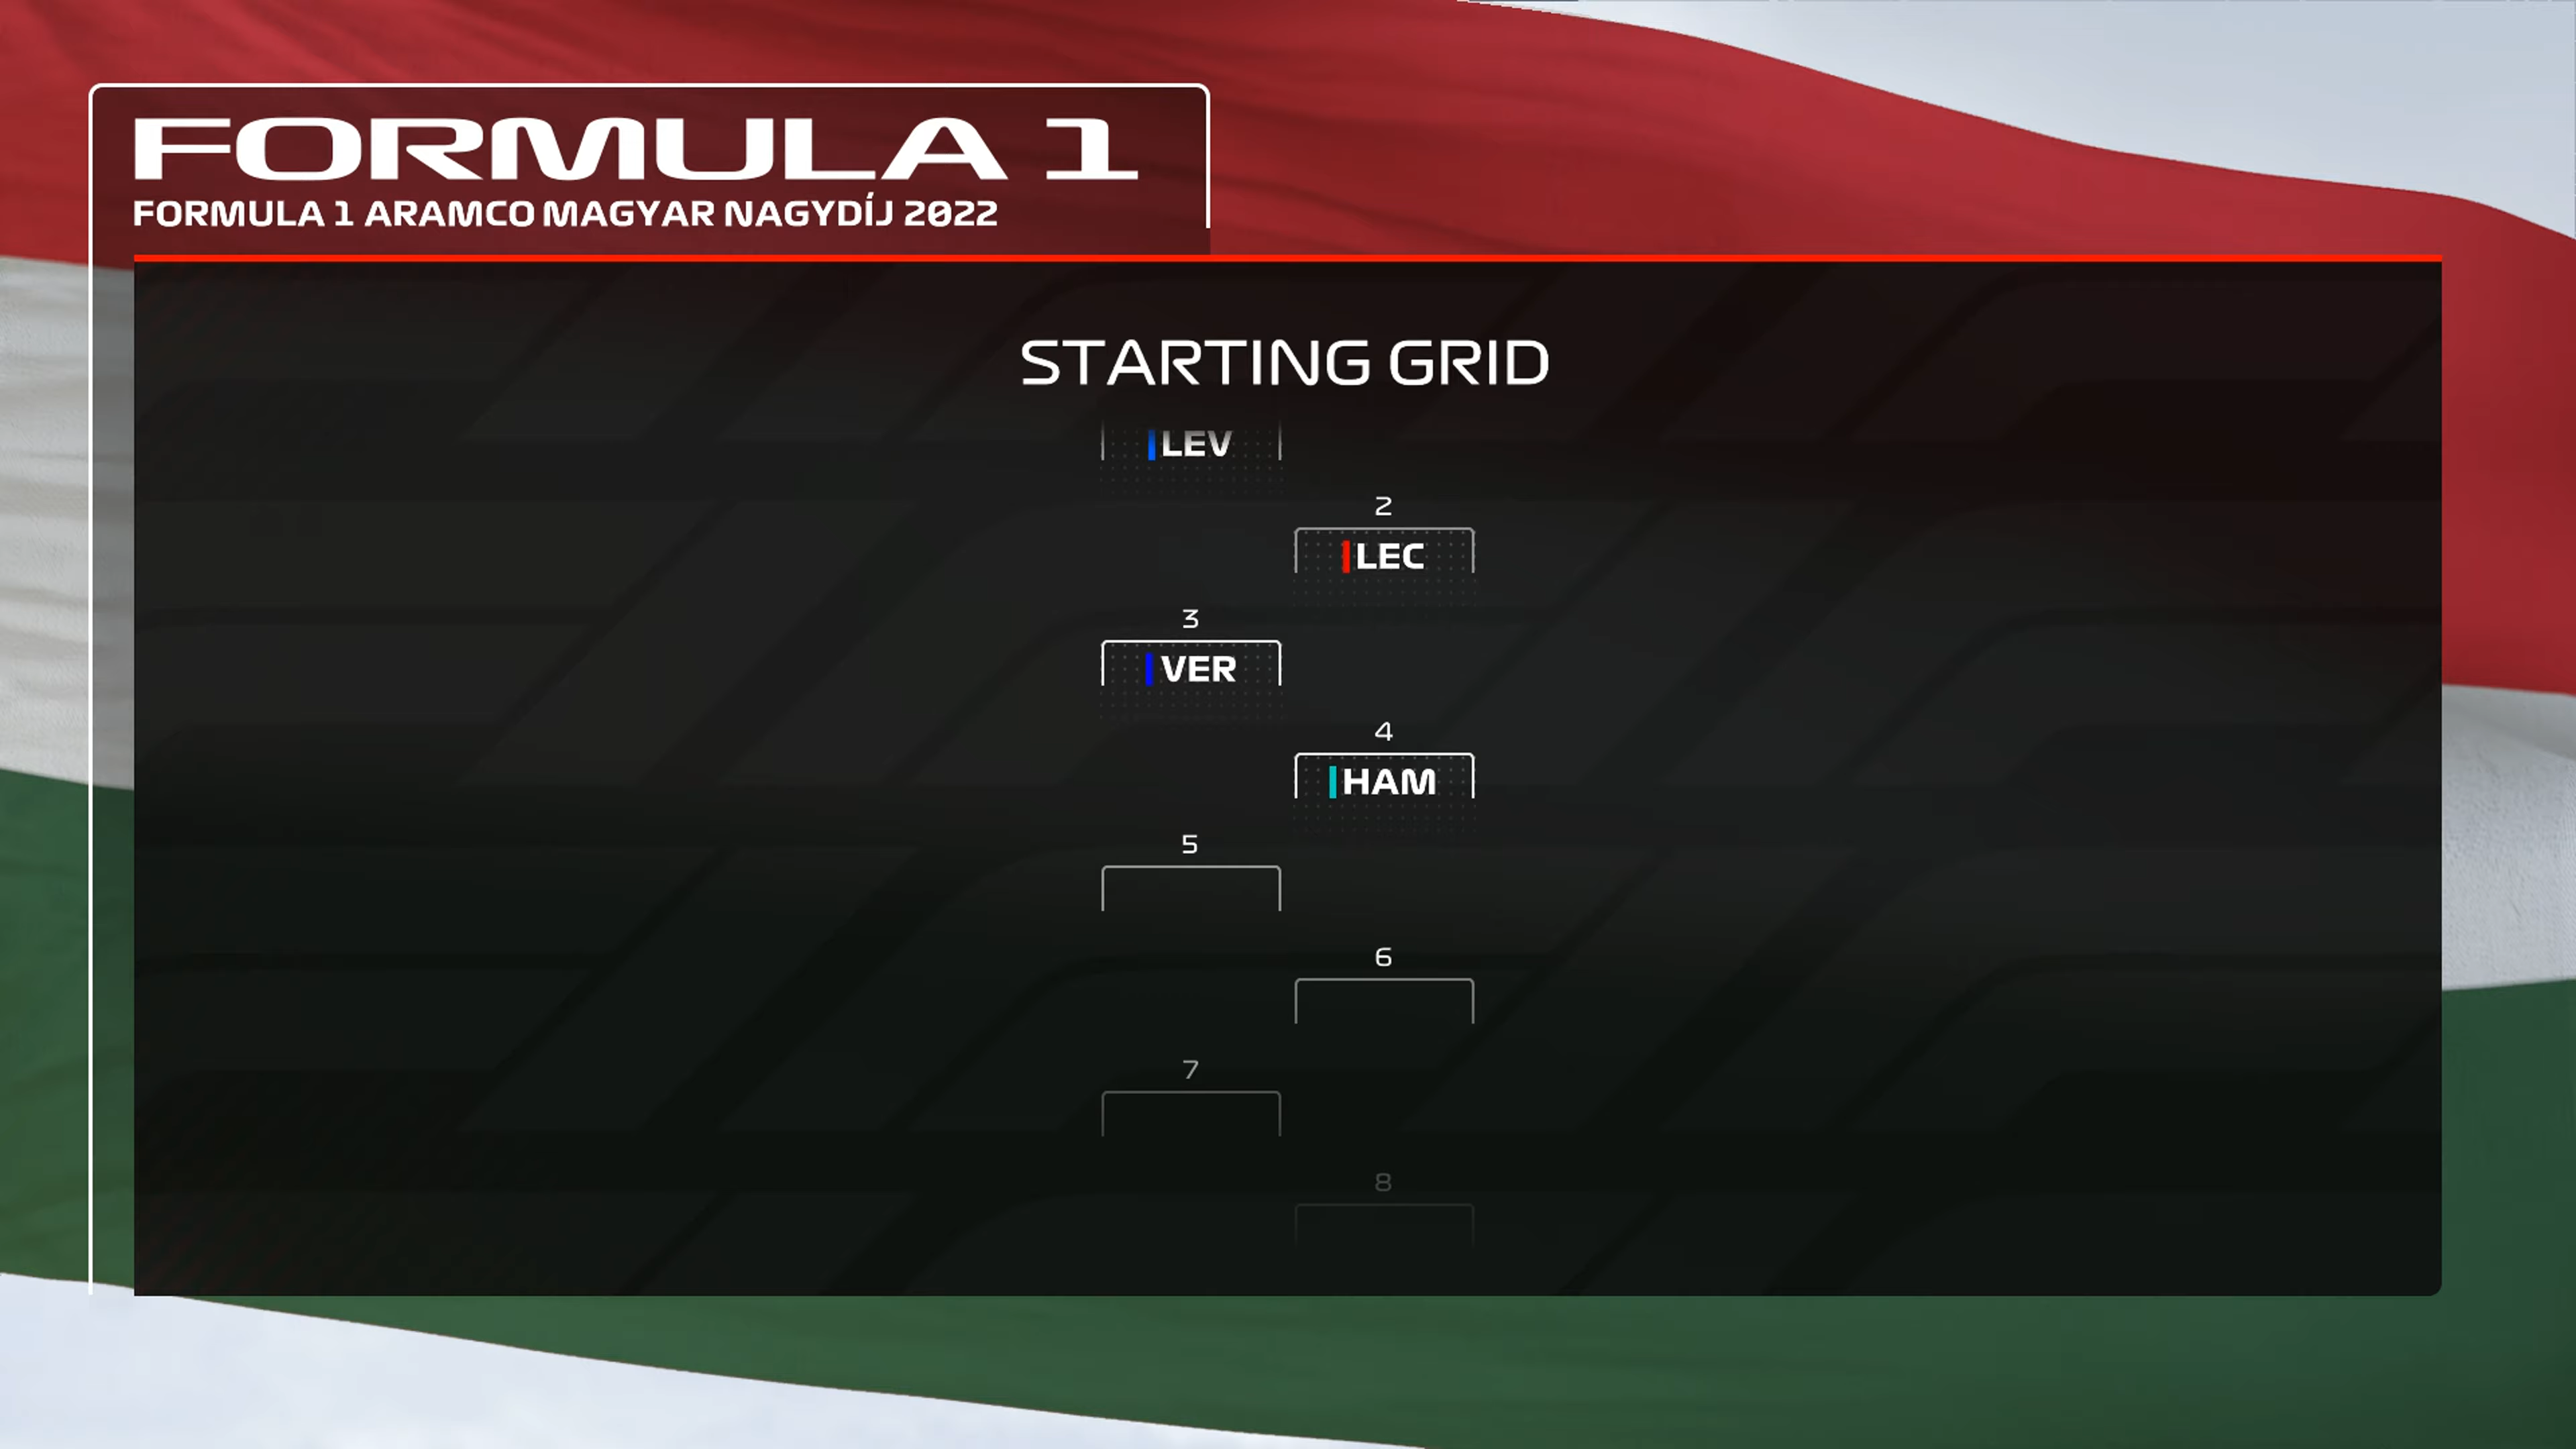 FORMULA 1
FORMULA 1 ARAMCO MAGYAR NAGYDÍJ 2022
STARTING GRID
LEV
2
LEC
3
VER
4
HAM
5
6
7
8